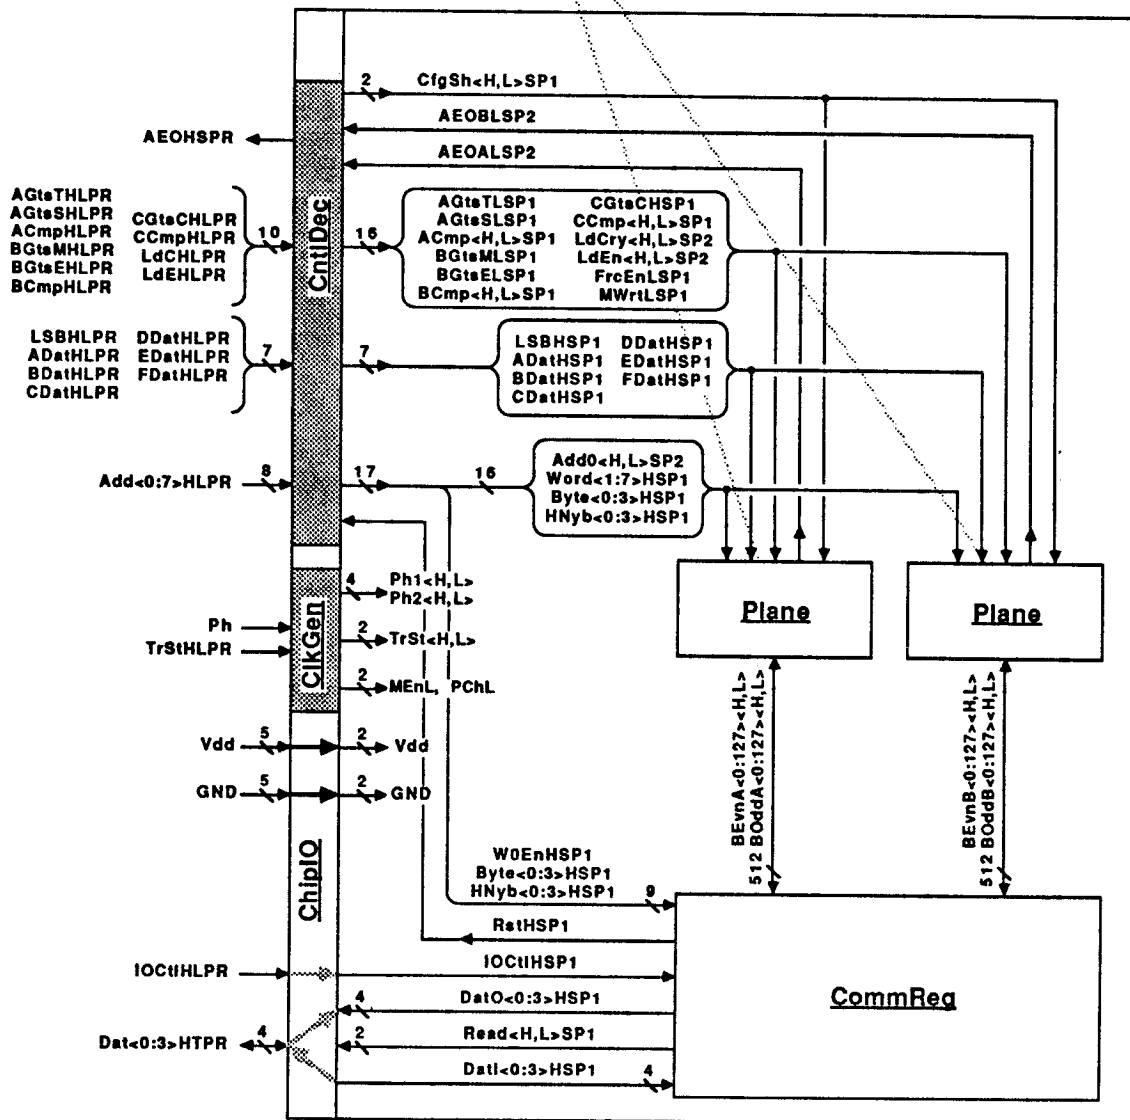 2 CfgSh<H,L>SP1
AEOBLSP2
AEOHSPR
AEOALSP2
CntlDec
AGtsTHLPR
AGtsSHLPR
ACmpHLPR
BGtsMHLPR
BGtsEHLPR
BCmpHLPR
CGtsCHLPR
CCmpHLPR
LdCHLPR
LdEHLPR
10
16
AGtsTLSP1
AGtsSLSP1
ACmp<H,L>SP1
BGtsMLSP1
BGtsELSP1
BCmp<H,L>SP1
CGtsCHSP1
CCmp<H,L>SP1
LdCry<H,L>SP2
LdEn<H,L>SP2
FrcEnLSP1
MWrtLSP1
LSBHLPR DDatHLPR
ADatHLPR EDatHLPR
BDatHLPR FDatHLPR
CDatHLPR
7
7
LSBHSP1 DDatHSP1
ADatHSP1 EDatHSP1
BDatHSP1 FDatHSP1
CDatHSP1
Add<0:7>HLPR
8
17
16
Add0<H,L>SP2
Word<1:7>HSP1
Byte<0:3>HSP1
HNyb<0:3>HSP1
ClkGen
4
Ph1<H,L>
Ph2<H,L>
Ph
TrStHLPR
2 TrSt<H,L>
2 MEnL, PChL
Plane
Plane
Vdd 5
2 Vdd
GND 5
2 GND
BEvnA<0:127><H,L>
512 BOddA<0:127><H,L>
BEvnB<0:127><H,L>
512 BOddB<0:127><H,L>
ChipIO
W0EnHSP1
Byte<0:3>HSP1
HNyb<0:3>HSP1
9
RstHSP1
IOCtlHLPR
IOCtlHSP1
CommReg
4 DatO<0:3>HSP1
Dat<0:3>HTPR 4
2 Read<H,L>SP1
DatI<0:3>HSP1 4